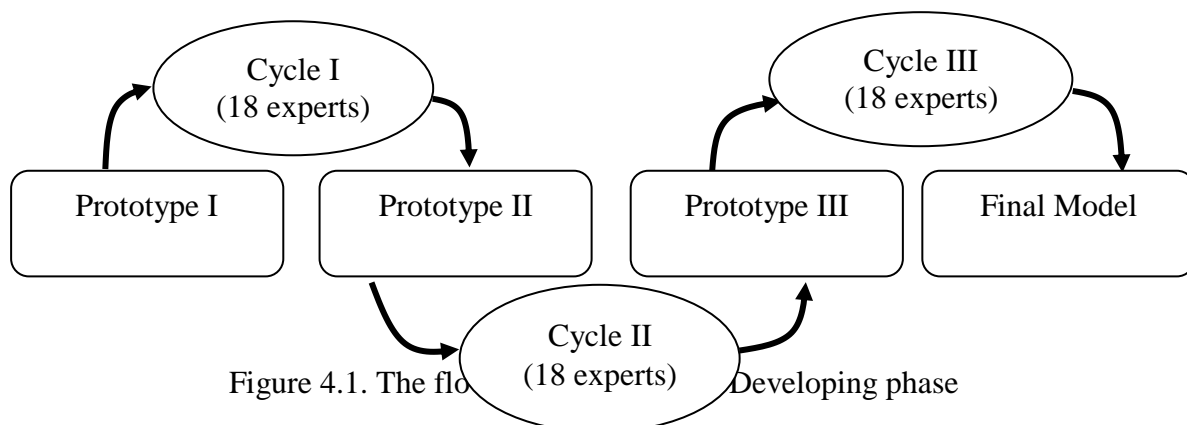 Cycle I
(18 experts)
Cycle III
(18 experts)
Prototype I
Prototype II
Prototype III
Final Model
Cycle II
(18 experts)
Figure 4.1. The flo Developing phase